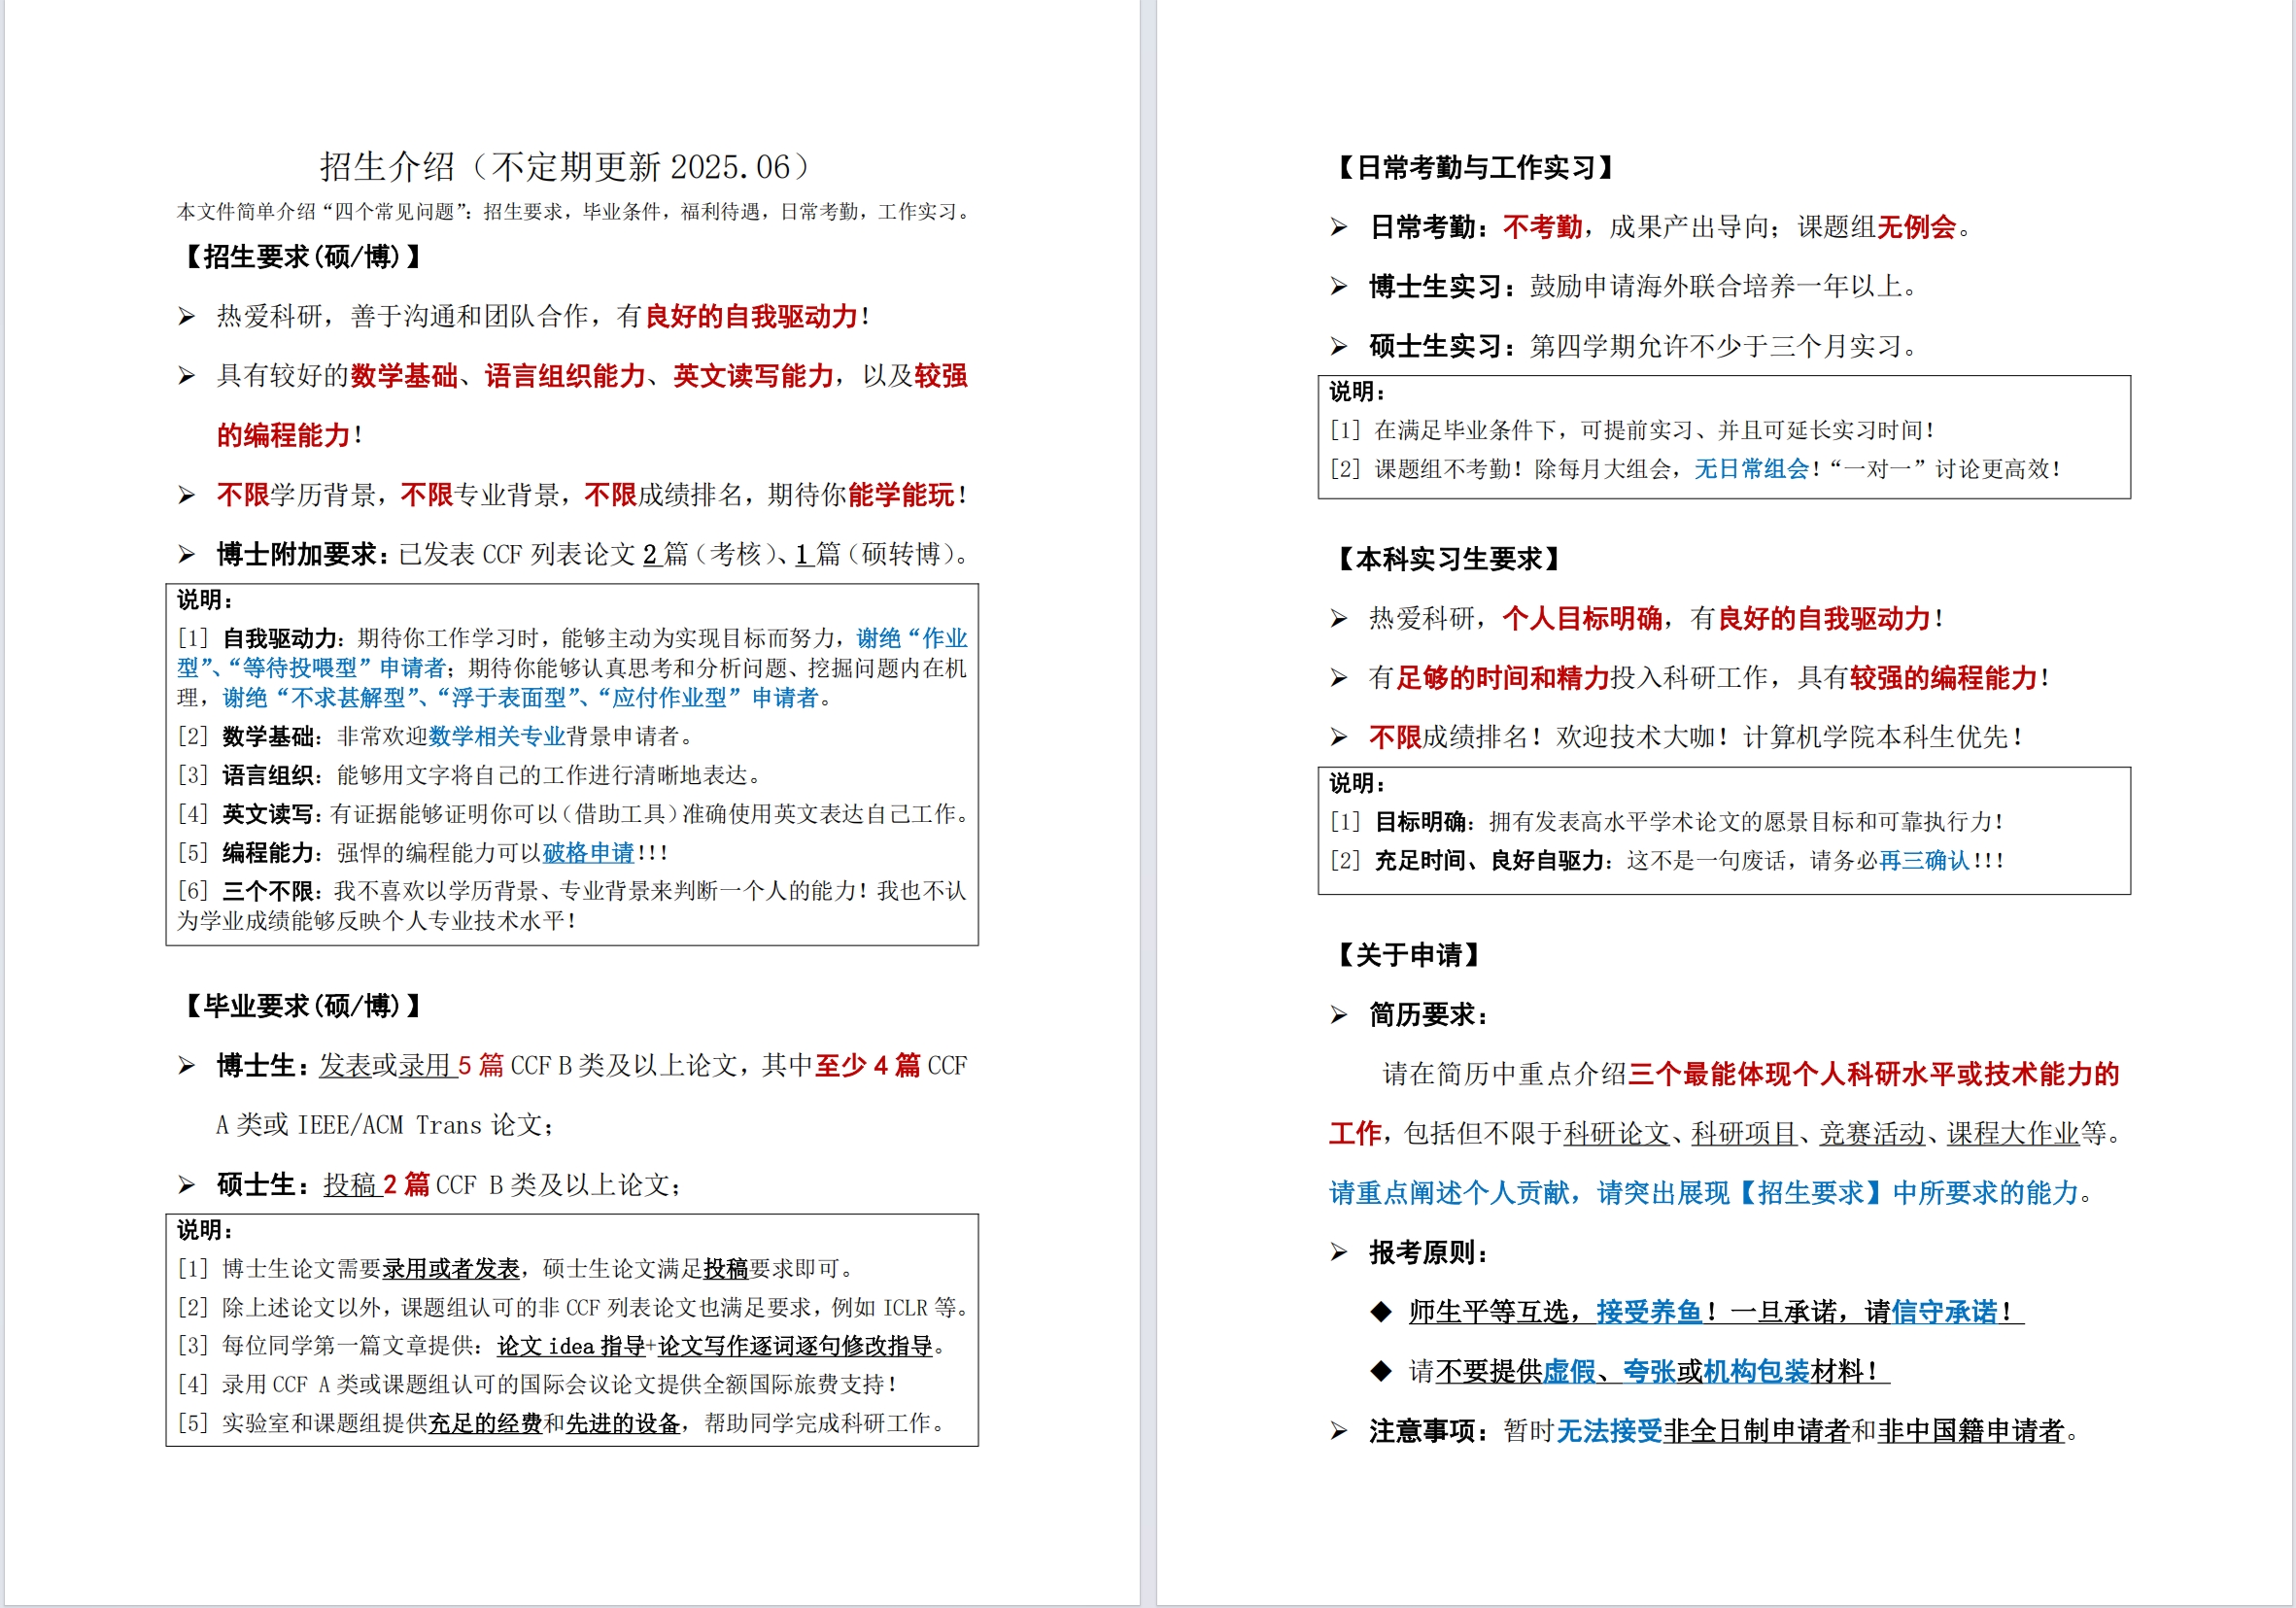 招生介绍（不定期更新 2025.06）
本文件简单介绍“四个常见问题”：招生要求，毕业条件，福利待遇，日常考勤，工作实习。
【招生要求(硕/博)】
➢ 热爱科研，善于沟通和团队合作，有良好的自我驱动力！
➢ 具有较好的数学基础、语言组织能力、英文读写能力，以及较强
的编程能力！
➢ 不限学历背景，不限专业背景，不限成绩排名，期待你能学能玩！
➢ 博士附加要求：已发表 CCF 列表论文 2 篇（考核）、1 篇（硕转博）。
说明：
[1] 自我驱动力：期待你工作学习时，能够主动为实现目标而努力，谢绝“作业
型”、“等待投喂型”申请者；期待你能够认真思考和分析问题、挖掘问题内在机
理，谢绝“不求甚解型”、“浮于表面型”、“应付作业型”申请者。
[2] 数学基础：非常欢迎数学相关专业背景申请者。
[3] 语言组织：能够用文字将自己的工作进行清晰地表达。
[4] 英文读写：有证据能够证明你可以（借助工具）准确使用英文表达自己工作。
[5] 编程能力：强悍的编程能力可以破格申请!!!
[6] 三个不限：我不喜欢以学历背景、专业背景来判断一个人的能力！我也不认
为学业成绩能够反映个人专业技术水平！
【毕业要求(硕/博)】
➢ 博士生：发表或录用 5 篇 CCF B 类及以上论文，其中至少 4 篇 CCF
A 类或 IEEE/ACM Trans 论文；
➢ 硕士生：投稿 2 篇 CCF B 类及以上论文；
说明：
[1] 博士生论文需要录用或者发表，硕士生论文满足投稿要求即可。
[2] 除上述论文以外，课题组认可的非 CCF 列表论文也满足要求，例如 ICLR 等。
[3] 每位同学第一篇文章提供：论文 idea 指导+论文写作逐词逐句修改指导。
[4] 录用 CCF A 类或课题组认可的国际会议论文提供全额国际旅费支持！
[5] 实验室和课题组提供充足的经费和先进的设备，帮助同学完成科研工作。
【日常考勤与工作实习】
➢ 日常考勤：不考勤，成果产出导向；课题组无例会。
➢ 博士生实习：鼓励申请海外联合培养一年以上。
➢ 硕士生实习：第四学期允许不少于三个月实习。
说明：
[1] 在满足毕业条件下，可提前实习、并且可延长实习时间！
[2] 课题组不考勤！除每月大组会，无日常组会！“一对一”讨论更高效！
【本科实习生要求】
➢ 热爱科研，个人目标明确，有良好的自我驱动力！
➢ 有足够的时间和精力投入科研工作，具有较强的编程能力！
➢ 不限成绩排名！欢迎技术大咖！计算机学院本科生优先！
说明：
[1] 目标明确：拥有发表高水平学术论文的愿景目标和可靠执行力！
[2] 充足时间、良好自驱力：这不是一句废话，请务必再三确认!!!
【关于申请】
➢ 简历要求：
请在简历中重点介绍三个最能体现个人科研水平或技术能力的
工作，包括但不限于科研论文、科研项目、竞赛活动、课程大作业等。
请重点阐述个人贡献，请突出展现【招生要求】中所要求的能力。
➢ 报考原则：
◆ 师生平等互选，接受养鱼！一旦承诺，请信守承诺！
◆ 请不要提供虚假、夸张或机构包装材料！
➢ 注意事项：暂时无法接受非全日制申请者和非中国籍申请者。